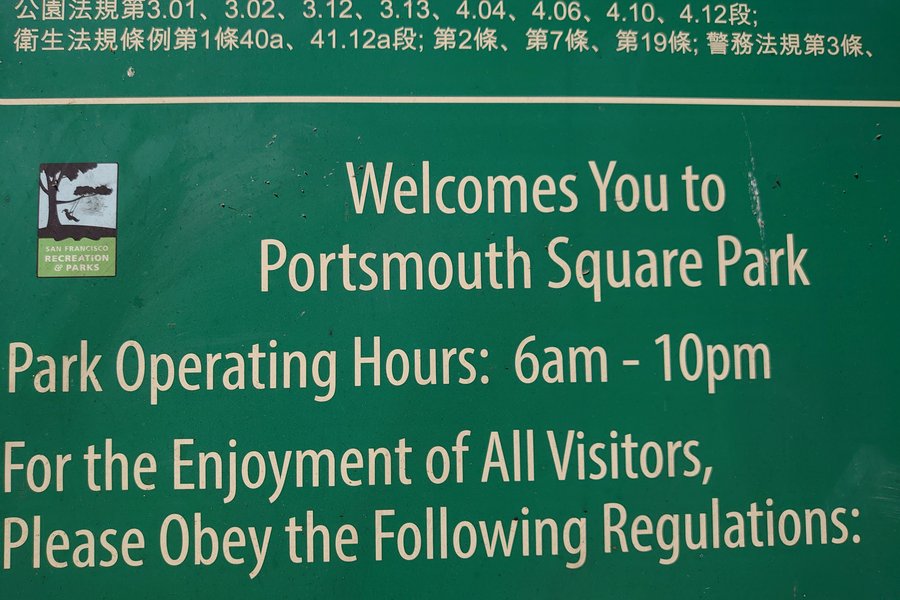 公園法規第3.01、3.02、3.12、3.13、4.04、4.06、4.10、4.12段;
衛生法規條例第1條40a、41.12a段; 第2條、第7條、第19條; 警務法規第3條、
SAN FRANCISCO
RECREATION
& PARKS
Welcomes You to
Portsmouth Square Park
Park Operating Hours: 6am - 10pm
For the Enjoyment of All Visitors,
Please Obey the Following Regulations: